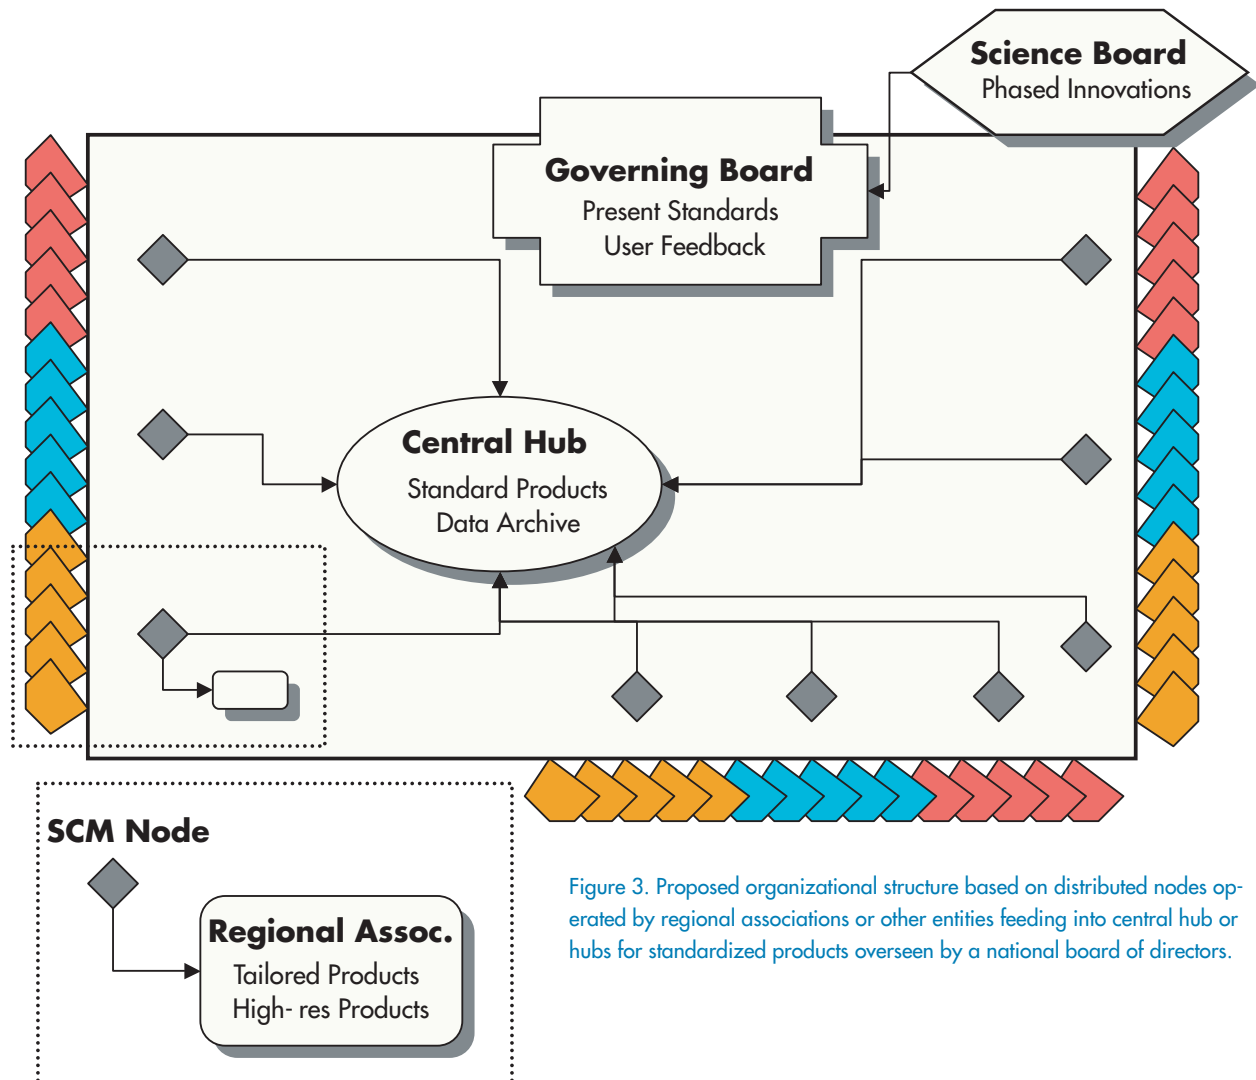 Science Board
Phased Innovations
Governing Board
Present Standards
User Feedback
Central Hub
Standard Products
Data Archive
SCM Node
Regional Assoc.
Tailored Products
High- res Products
Figure 3. Proposed organizational structure based on distributed nodes op-
erated by regional associations or other entities feeding into central hub or
hubs for standardized products overseen by a national board of directors.